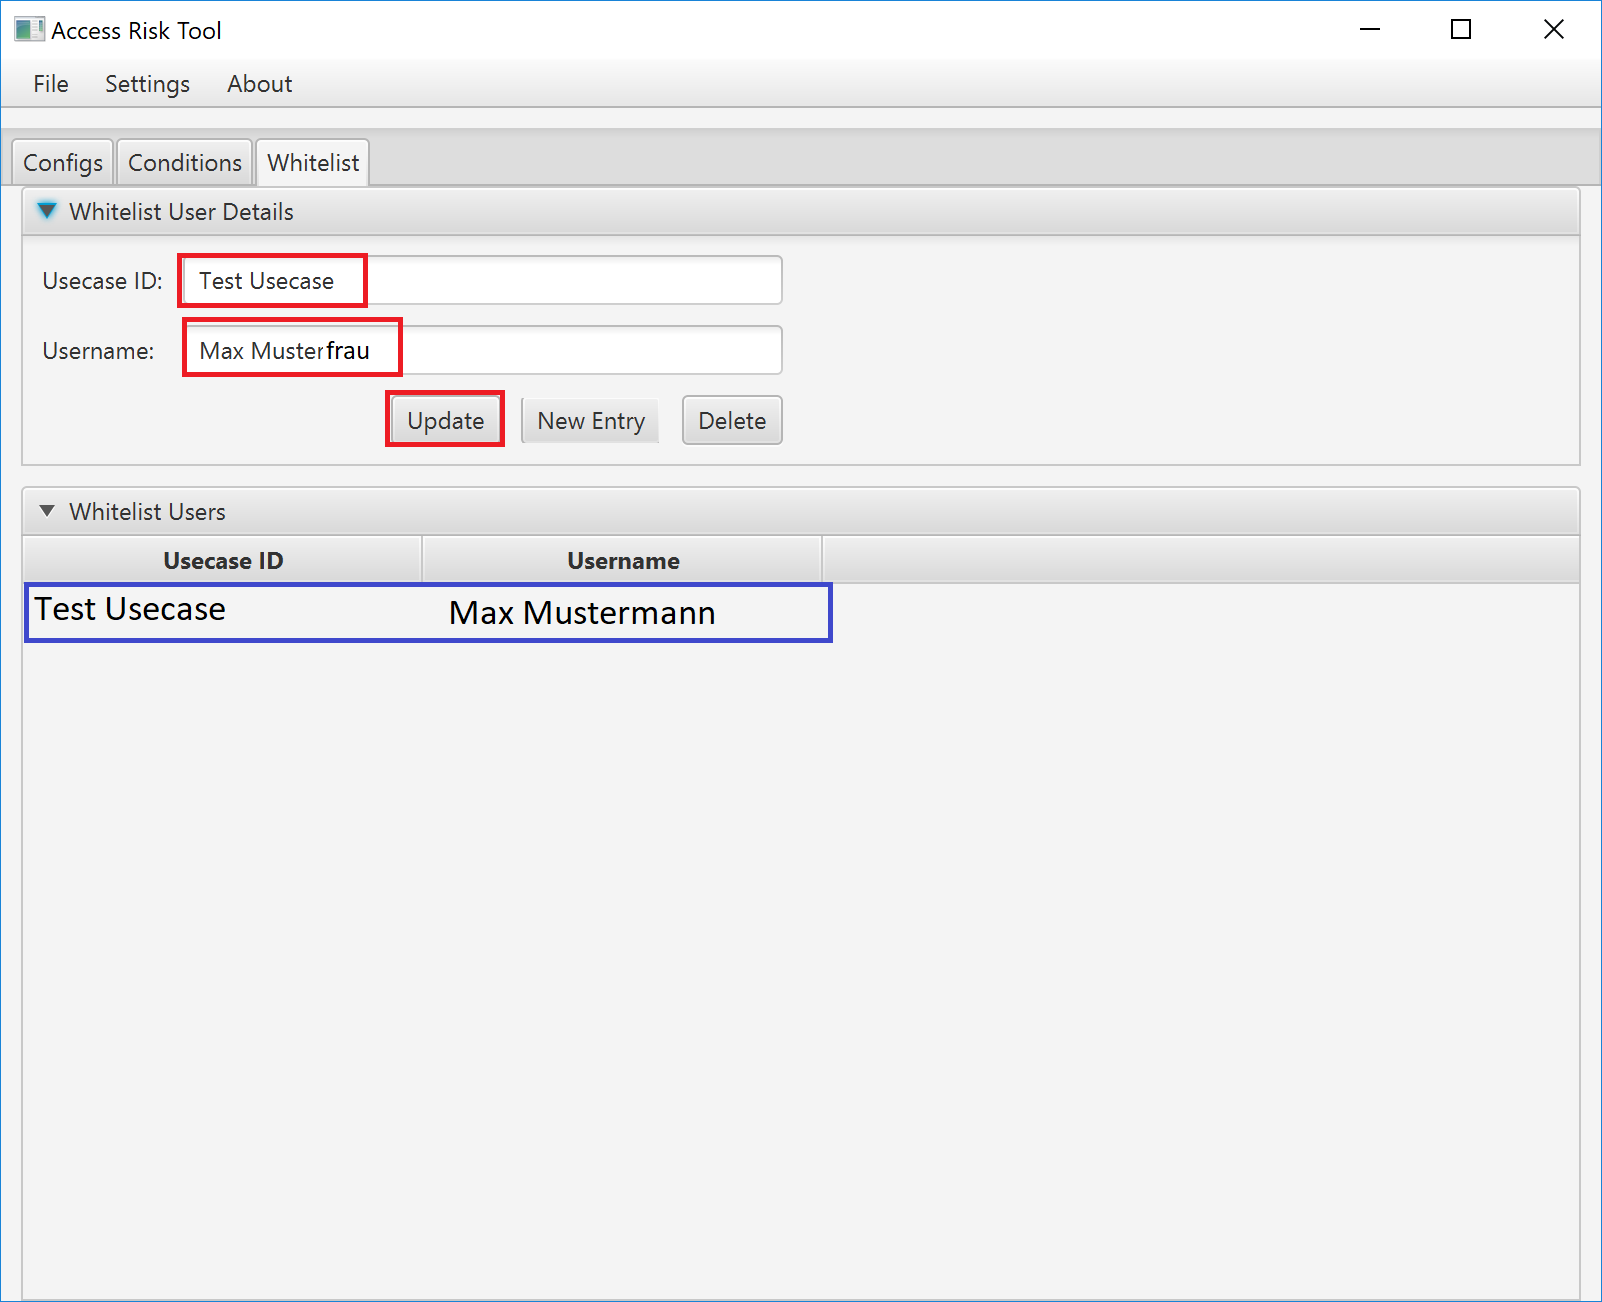 Access Risk Tool
File Settings About
Configs Conditions Whitelist
Whitelist User Details
Usecase ID: Test Usecase
Username: Max Musterfrau
Update New Entry Delete
Whitelist Users
Usecase ID Username
Test Usecase Max Mustermann